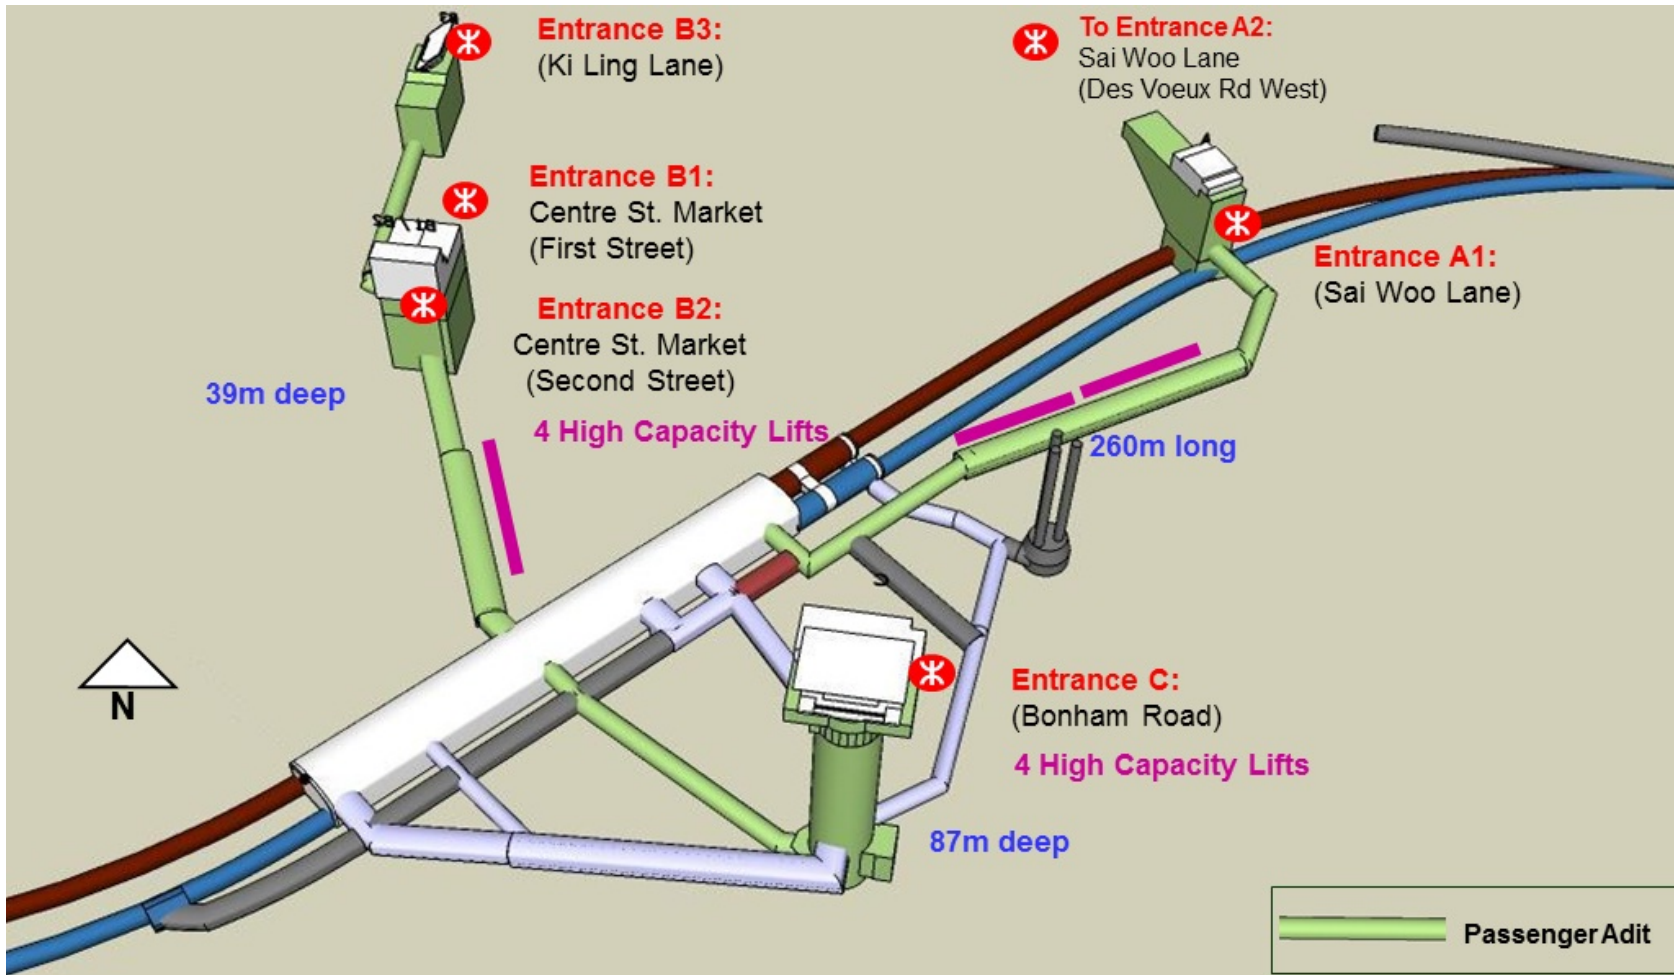 Entrance B3:
(Ki Ling Lane)
To Entrance A2:
Sai Woo Lane
(Des Voeux Rd West)
Entrance B1:
Centre St. Market
(First Street)
Entrance A1:
(Sai Woo Lane)
Entrance B2:
Centre St. Market
(Second Street)
39m deep
4 High Capacity Lifts
260m long
N
Entrance C:
(Bonham Road)
4 High Capacity Lifts
87m deep
Passenger Adit